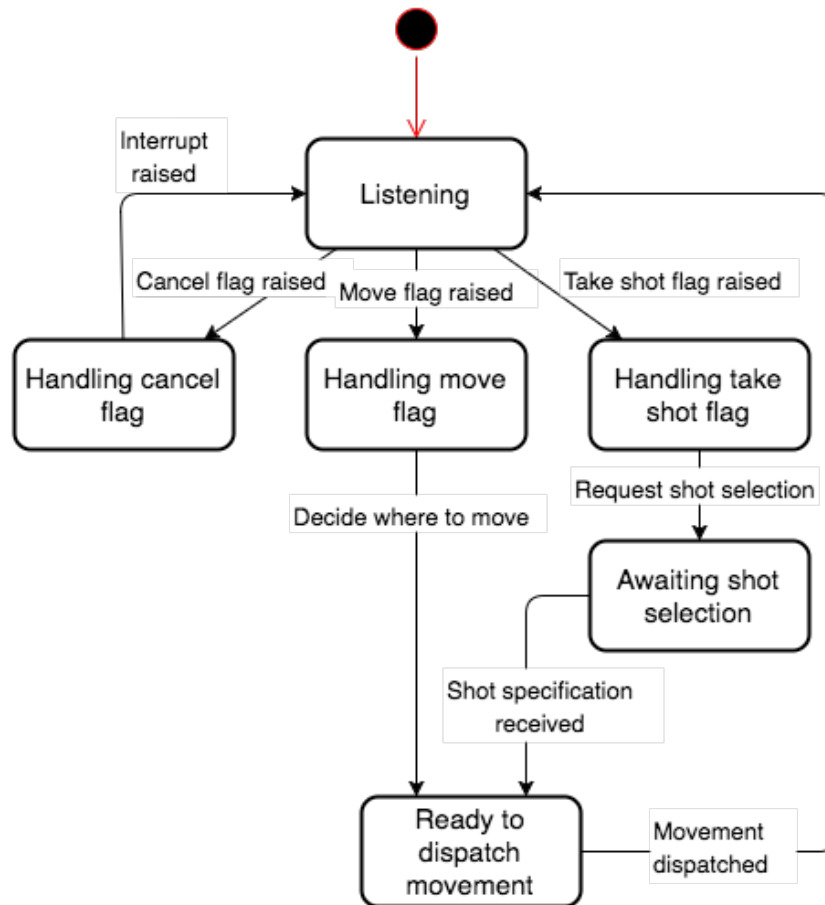 Interrupt
raised
Listening
Cancel flag raised
Move flag raised
Take shot flag raised
Handling cancel
flag
Handling move
flag
Handling take
shot flag
Request shot selection
Decide where to move
Awaiting shot
selection
Shot specification
received
Ready to
dispatch
movement
Movement
dispatched